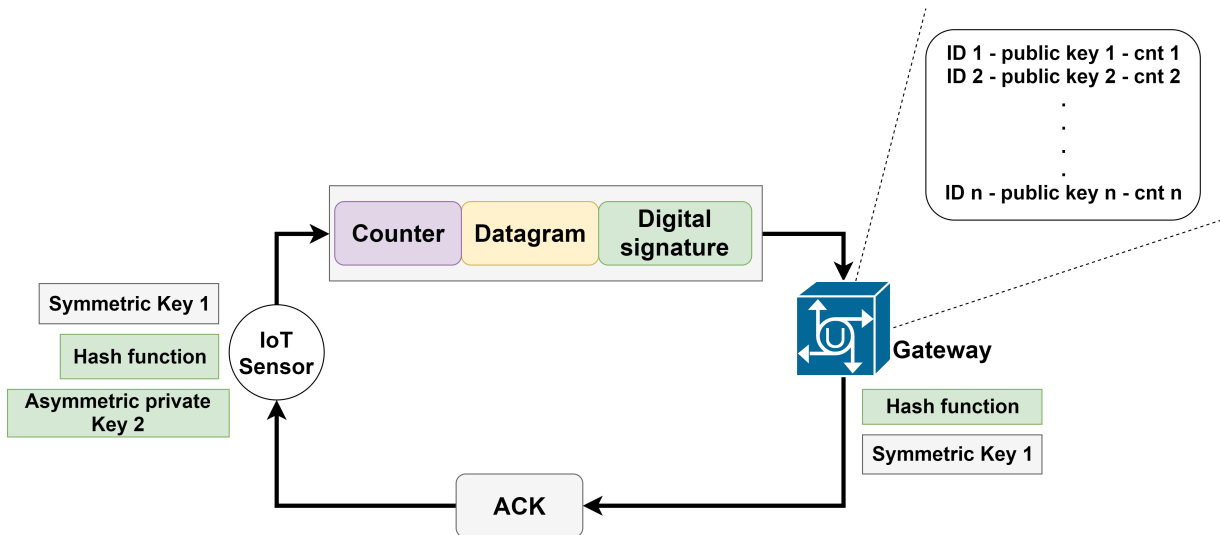 ID 1 - public key 1 - cnt 1
ID 2 - public key 2 - cnt 2
.
.
.
.
ID n - public key n - cnt n
Counter
Datagram
Digital
signature
Symmetric Key 1
Hash function
Asymmetric private
Key 2
IoT
Sensor
U
Gateway
Hash function
Symmetric Key 1
ACK